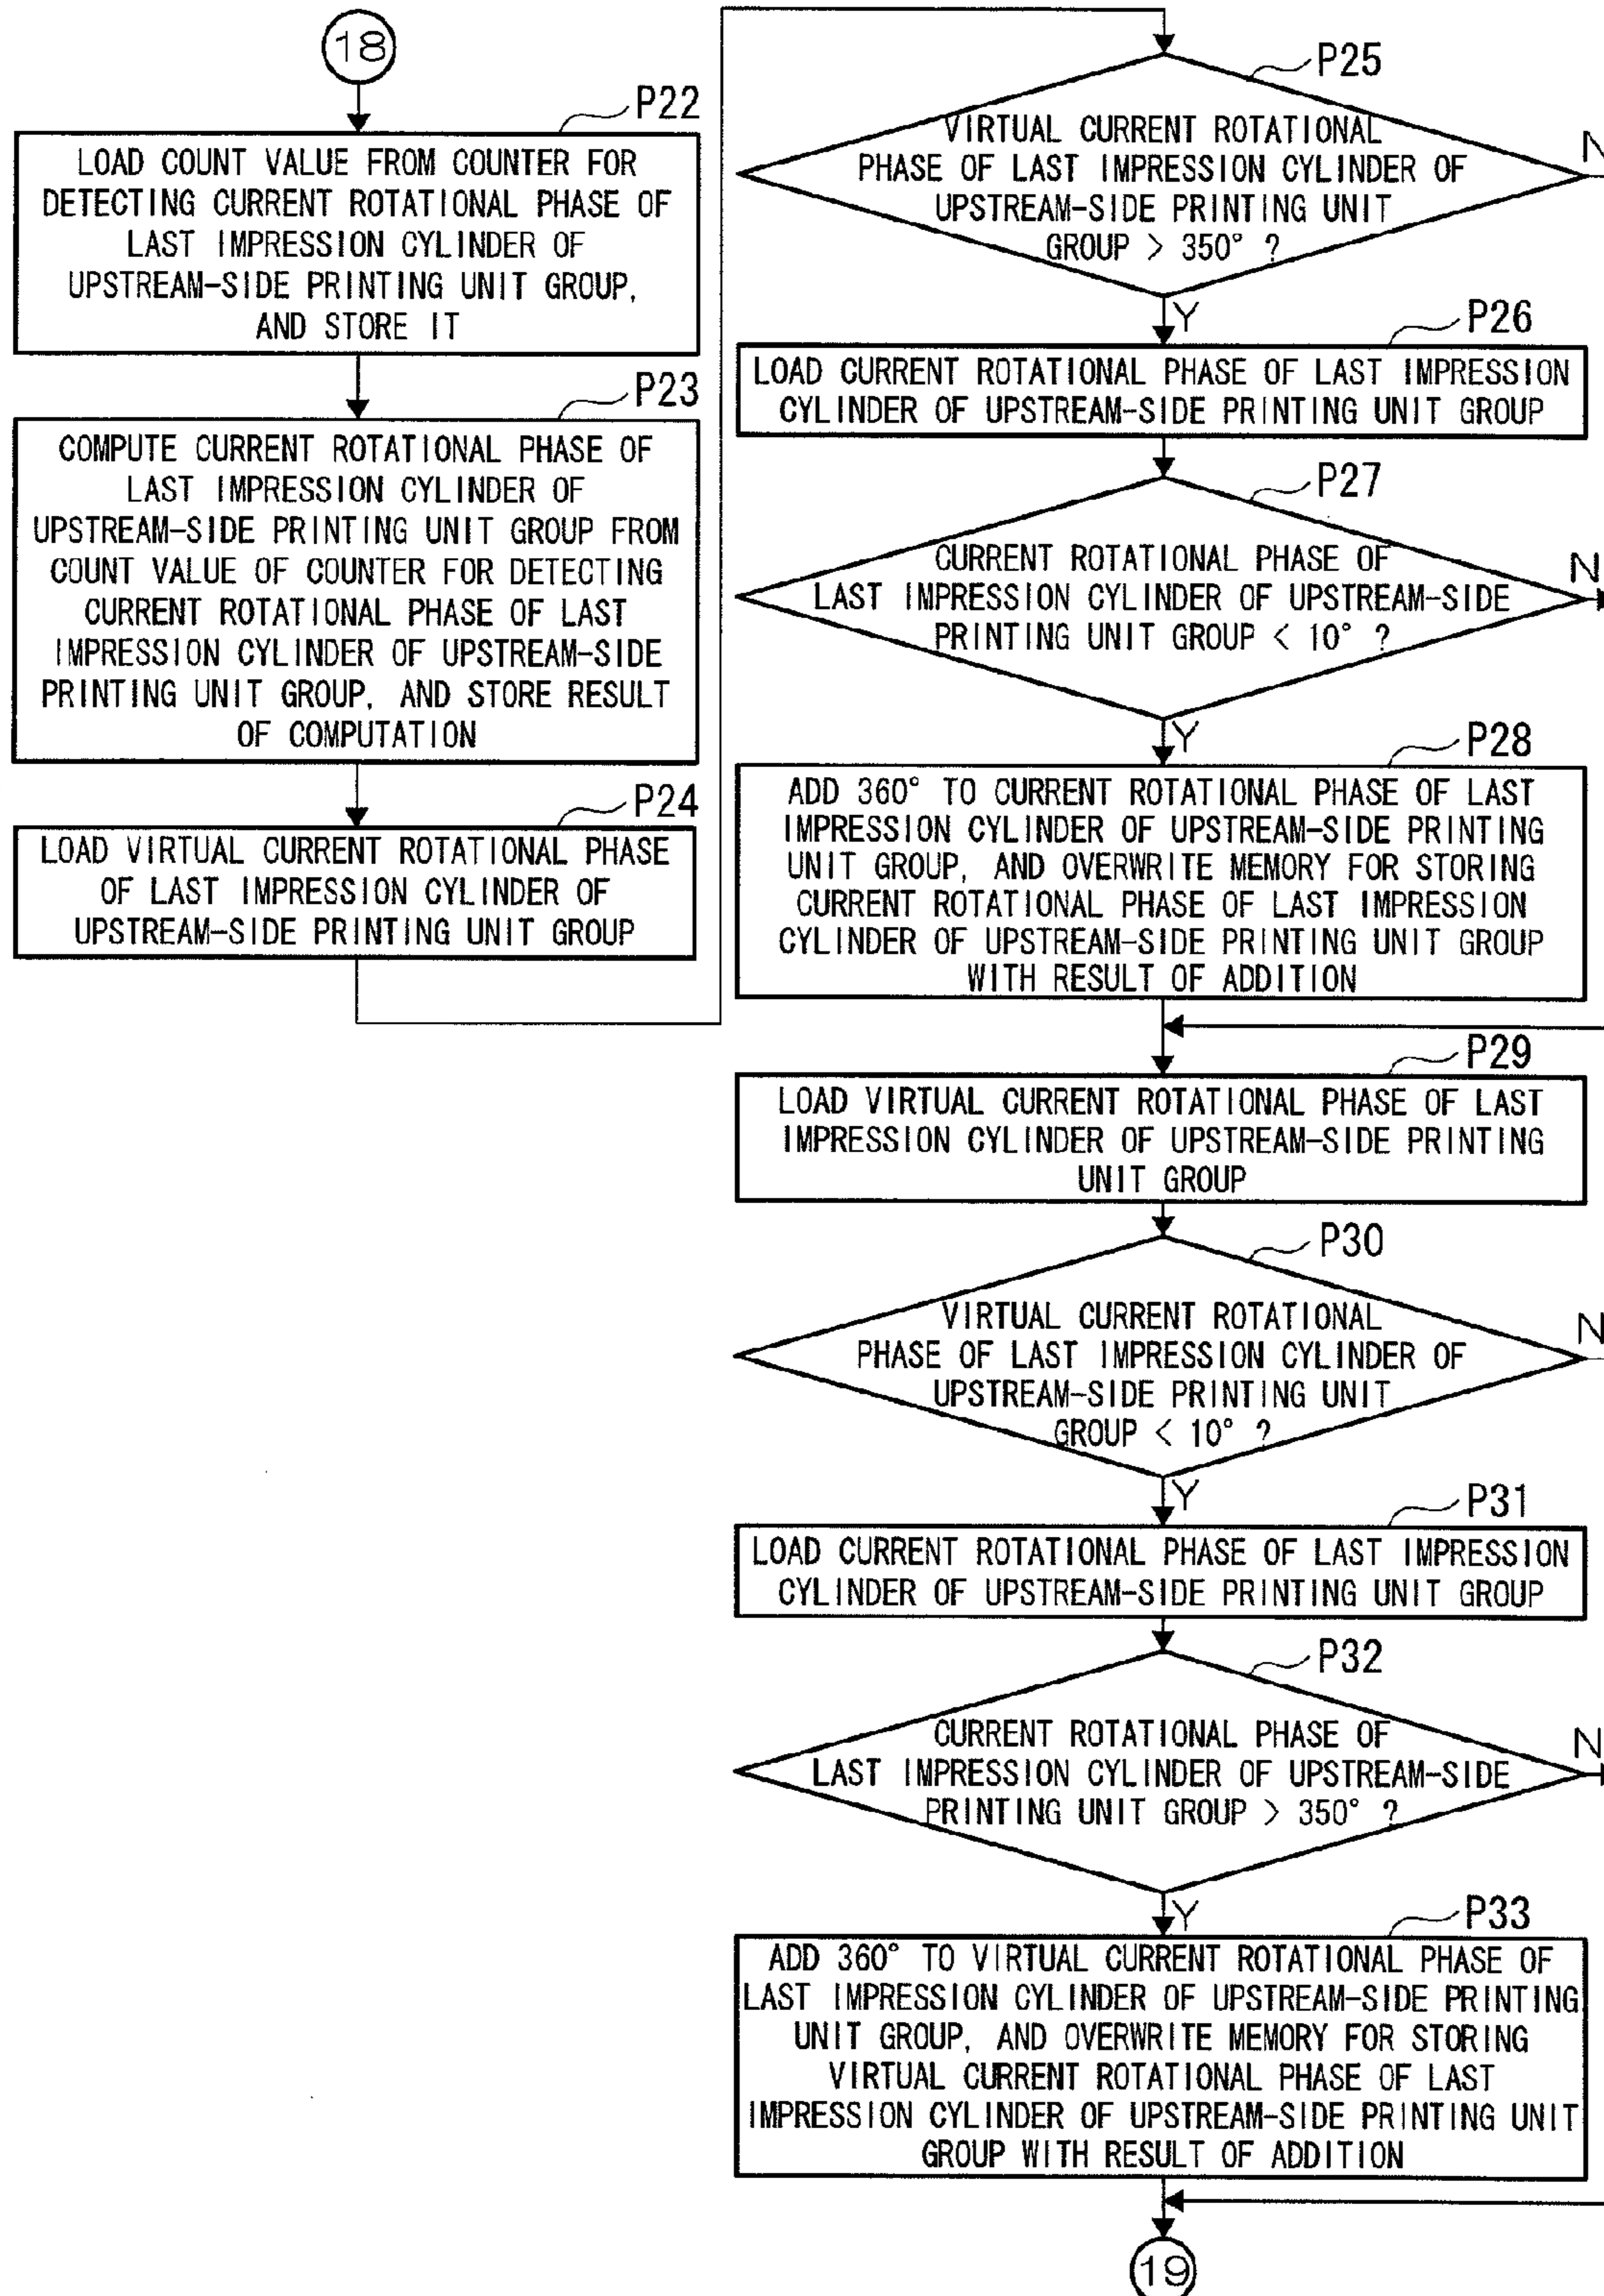 18
P22
LOAD COUNT VALUE FROM COUNTER FOR
DETECTING CURRENT ROTATIONAL PHASE OF
LAST IMPRESSION CYLINDER OF
UPSTREAM-SIDE PRINTING UNIT GROUP,
AND STORE IT
P23
COMPUTE CURRENT ROTATIONAL PHASE OF
LAST IMPRESSION CYLINDER OF
UPSTREAM-SIDE PRINTING UNIT GROUP FROM
COUNT VALUE OF COUNTER FOR DETECTING
CURRENT ROTATIONAL PHASE OF LAST
IMPRESSION CYLINDER OF UPSTREAM-SIDE
PRINTING UNIT GROUP, AND STORE RESULT
OF COMPUTATION
P24
LOAD VIRTUAL CURRENT ROTATIONAL PHASE
OF LAST IMPRESSION CYLINDER OF
UPSTREAM-SIDE PRINTING UNIT GROUP
P25
VIRTUAL CURRENT ROTATIONAL
PHASE OF LAST IMPRESSION CYLINDER OF
UPSTREAM-SIDE PRINTING UNIT
GROUP > 350° ?
N
Y
P26
LOAD CURRENT ROTATIONAL PHASE OF LAST IMPRESSION
CYLINDER OF UPSTREAM-SIDE PRINTING UNIT GROUP
P27
CURRENT ROTATIONAL PHASE OF
LAST IMPRESSION CYLINDER OF UPSTREAM-SIDE
PRINTING UNIT GROUP < 10° ?
N
Y
P28
ADD 360° TO CURRENT ROTATIONAL PHASE OF LAST
IMPRESSION CYLINDER OF UPSTREAM-SIDE PRINTING
UNIT GROUP, AND OVERWRITE MEMORY FOR STORING
CURRENT ROTATIONAL PHASE OF LAST IMPRESSION
CYLINDER OF UPSTREAM-SIDE PRINTING UNIT GROUP
WITH RESULT OF ADDITION
P29
LOAD VIRTUAL CURRENT ROTATIONAL PHASE OF LAST
IMPRESSION CYLINDER OF UPSTREAM-SIDE PRINTING
UNIT GROUP
P30
VIRTUAL CURRENT ROTATIONAL
PHASE OF LAST IMPRESSION CYLINDER OF
UPSTREAM-SIDE PRINTING UNIT
GROUP < 10° ?
N
Y
P31
LOAD CURRENT ROTATIONAL PHASE OF LAST IMPRESSION
CYLINDER OF UPSTREAM-SIDE PRINTING UNIT GROUP
P32
CURRENT ROTATIONAL PHASE OF
LAST IMPRESSION CYLINDER OF UPSTREAM-SIDE
PRINTING UNIT GROUP > 350° ?
N
Y
P33
ADD 360° TO VIRTUAL CURRENT ROTATIONAL PHASE OF
LAST IMPRESSION CYLINDER OF UPSTREAM-SIDE PRINTING
UNIT GROUP, AND OVERWRITE MEMORY FOR STORING
VIRTUAL CURRENT ROTATIONAL PHASE OF LAST
IMPRESSION CYLINDER OF UPSTREAM-SIDE PRINTING UNIT
GROUP WITH RESULT OF ADDITION
19